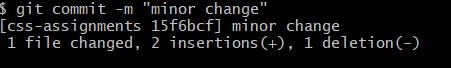 $ git commit -m "minor change"
[css-assignments 15f6bcf] minor change
 1 file changed, 2 insertions(+), 1 deletion(-)